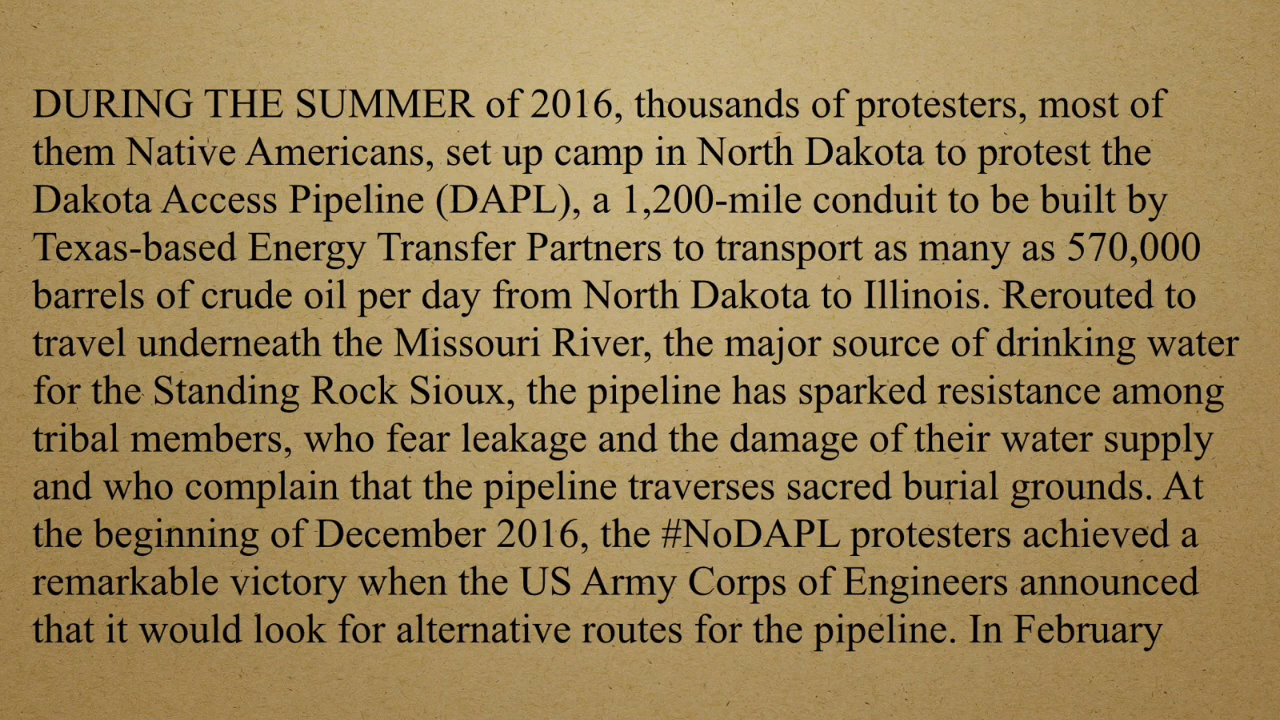 DURING THE SUMMER of 2016, thousands of protesters, most of
them Native Americans, set up camp in North Dakota to protest the
Dakota Access Pipeline (DAPL), a 1,200-mile conduit to be built by
Texas-based Energy Transfer Partners to transport as many as 570,000
barrels of crude oil per day from North Dakota to Illinois. Rerouted to
travel underneath the Missouri River, the major source of drinking water
for the Standing Rock Sioux, the pipeline has sparked resistance among
tribal members, who fear leakage and the damage of their water supply
and who complain that the pipeline traverses sacred burial grounds. At
the beginning of December 2016, the #NoDAPL protesters achieved a
remarkable victory when the US Army Corps of Engineers announced
that it would look for alternative routes for the pipeline. In February